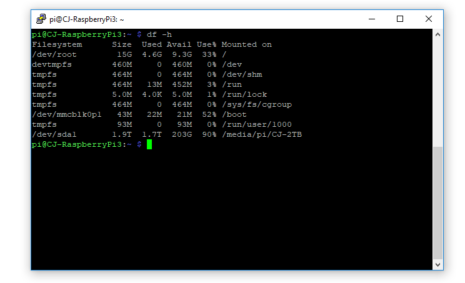 pi@CJ-RaspberryPi3: ~
pi@CJ-RaspberryPi3:~ $ df -h
Filesystem      Size  Used Avail Use% Mounted on
/dev/root        15G  4.6G  9.3G  33% /
devtmpfs        460M     0  460M   0% /dev
tmpfs           464M     0  464M   0% /dev/shm
tmpfs           464M   13M  452M   3% /run
tmpfs           5.0M  4.0K  5.0M   1% /run/lock
tmpfs           464M     0  464M   0% /sys/fs/cgroup
/dev/mmcblk0p1   43M   22M   21M  52% /boot
tmpfs            93M     0   93M   0% /run/user/1000
/dev/sda1       1.9T  1.7T  203G  90% /media/pi/CJ-2TB
pi@CJ-RaspberryPi3:~ $